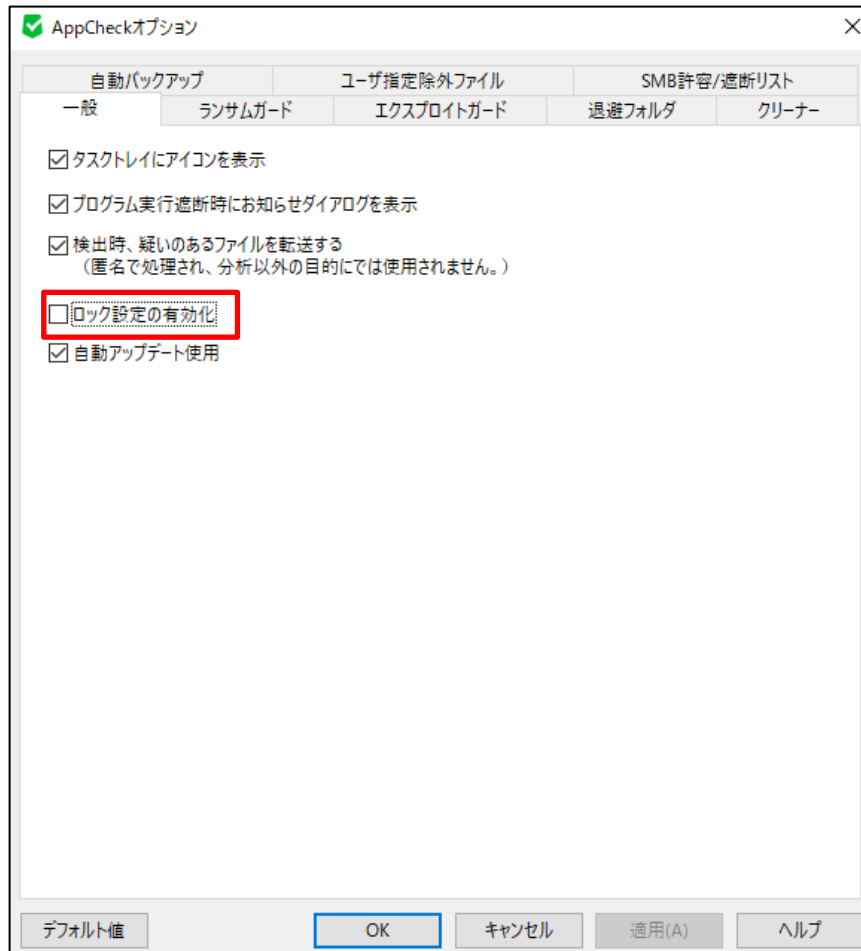 AppCheckオプション
自動バックアップ ユーザ指定除外ファイル SMB許容/遮断リスト
一般 ランサムガード エクスプロイトガード 退避フォルダ クリーナー
タスクトレイにアイコンを表示
プログラム実行遮断時にお知らせダイアログを表示
検出時、疑いのあるファイルを転送する
（匿名で処理され、分析以外の目的にでは使用されません。）
ロック設定の有効化
自動アップデート使用
デフォルト値 OK キャンセル 適用(A) ヘルプ